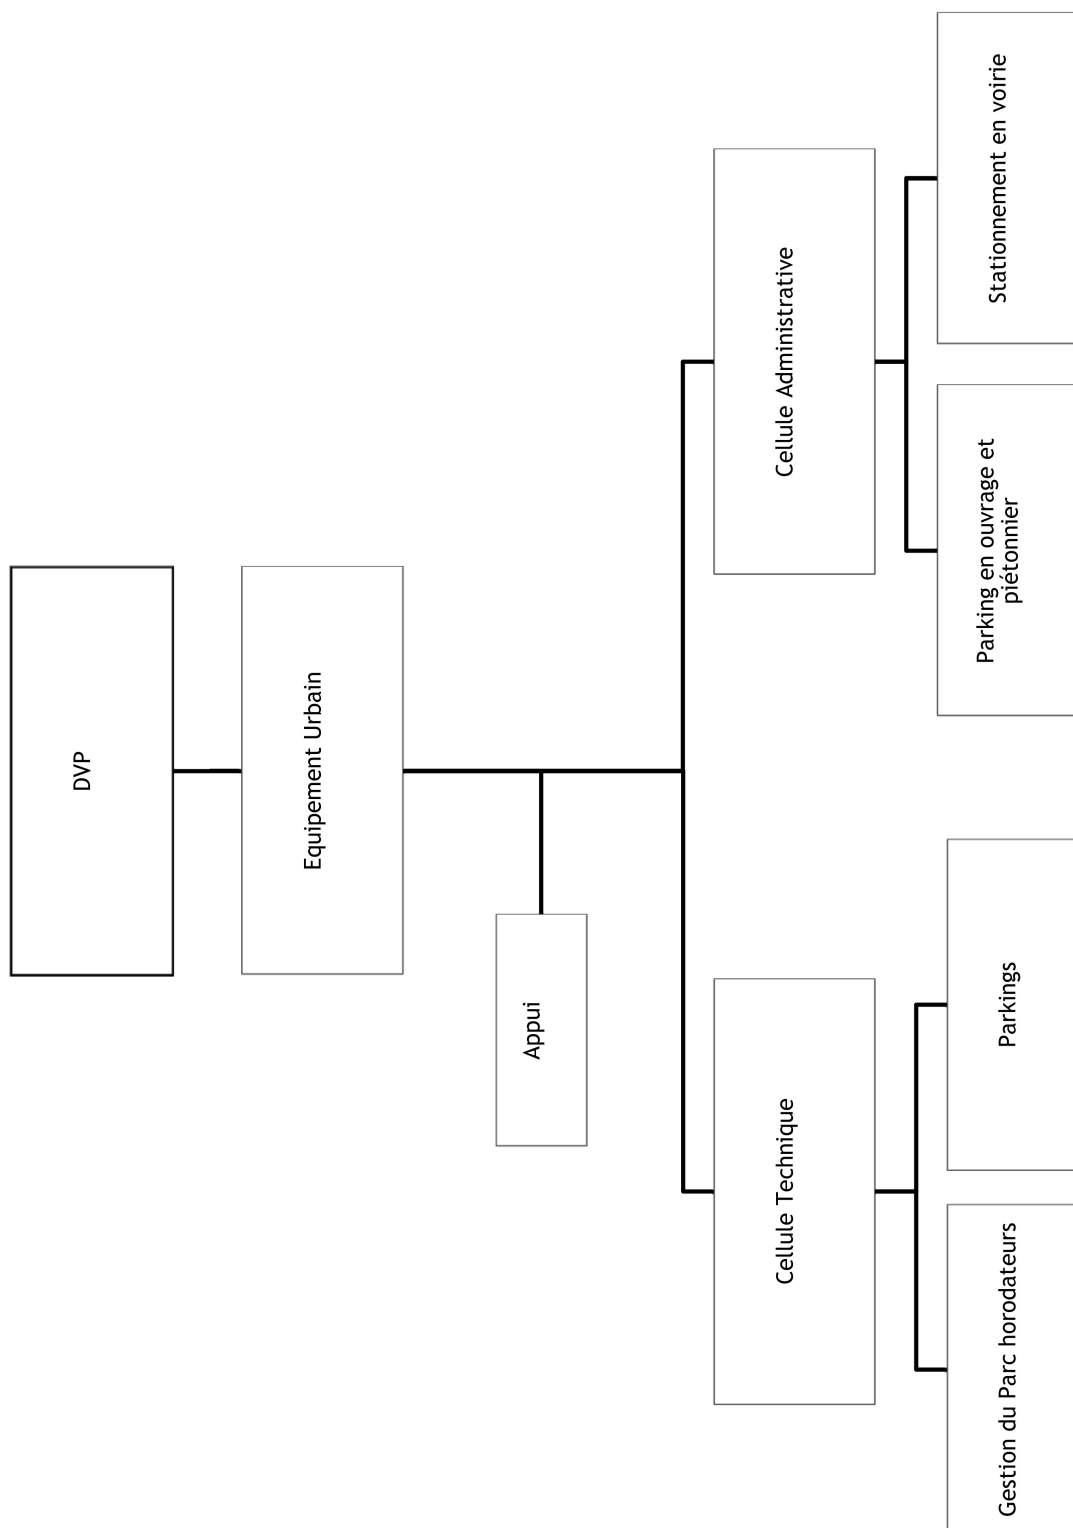 DVP
Equipement Urbain
Appui
Cellule Technique
Cellule Administrative
Gestion du Parc horodateurs
Parkings
Parking en ouvrage et
piétonnier
Stationnement en voirie